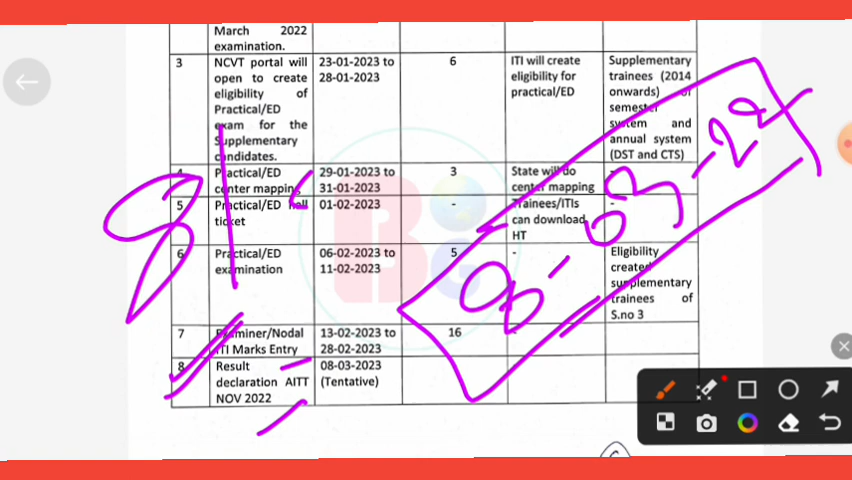 March 2022
examination.
3 NCVT portal will open to create eligibility of Practical/ED exam for the Supplementary candidates. 23-01-2023 to 28-01-2023 6 ITI will create eligibility for practical/ED Supplementary trainees (2014 onwards) of semester system and annual system (DST and CTS)
4 Practical/ED center mapping 29-01-2023 to 31-01-2023 3 State will do center mapping -
5 Practical/ED hall ticket 01-02-2023 - Trainees/ITIs can download HT -
6 Practical/ED examination 06-02-2023 to 11-02-2023 5 - Eligibility created supplementary trainees of S.no 3
7 Examiner/Nodal ITI Marks Entry 13-02-2023 to 28-02-2023 16
8 Result declaration AITT NOV 2022 08-03-2023 (Tentative)
8